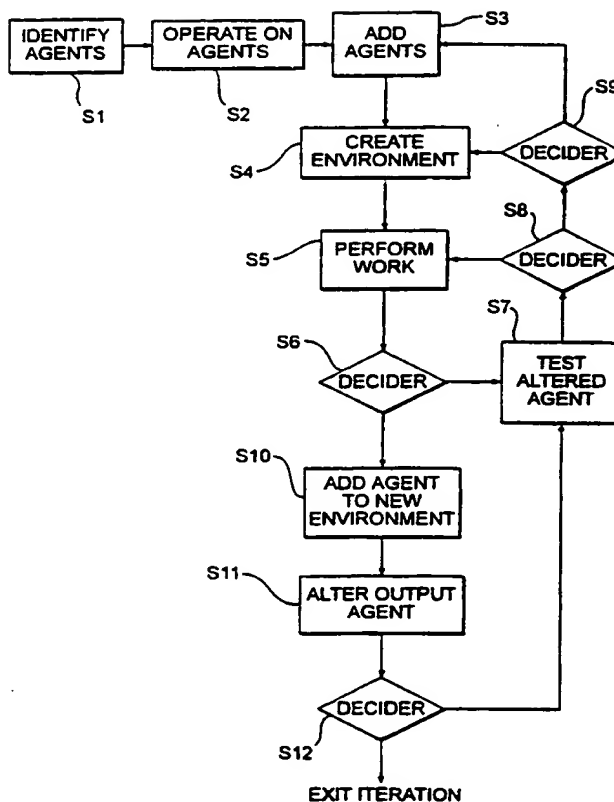 S3
IDENTIFY
AGENTS
OPERATE ON
AGENTS
ADD
AGENTS
S1
S2
S9
CREATE
ENVIRONMENT
DECIDER
S4
S8
PERFORM
WORK
DECIDER
S5
S7
S6
DECIDER
TEST
ALTERED
AGENT
S10
ADD AGENT
TO NEW
ENVIRONMENT
S11
ALTER OUTPUT
AGENT
DECIDER
S12
EXIT ITERATION